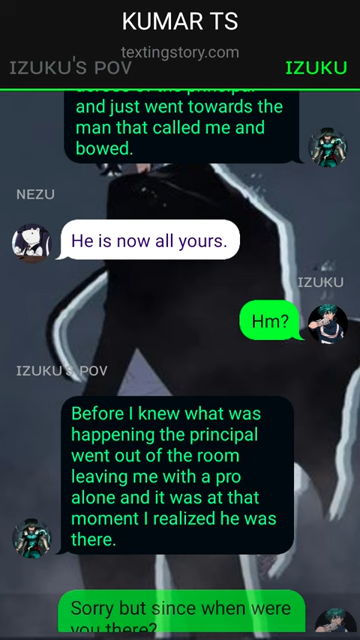 KUMAR TS
textingstory.com
IZUKU'S POV
IZUKU
and just went towards the
man that called me and
bowed.
NEZU
He is now all yours.
IZUKU
Hm?
IZUKU's POV
Before I knew what was
happening the principal
went out of the room
leaving me with a pro
alone and it was at that
moment I realized he was
there.
Sorry but since when were
you there?